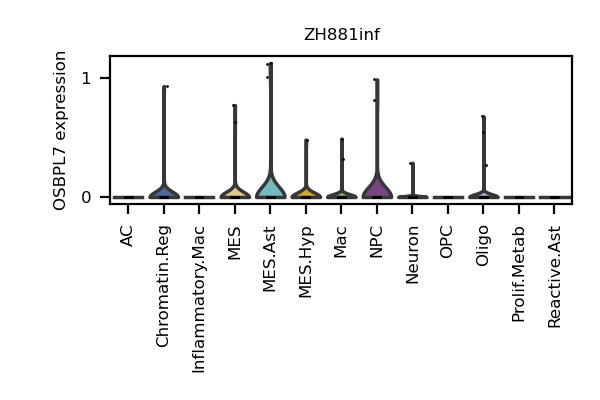 ZH881inf
OSBPL7 expression
1
0
AC
Chromatin.Reg
Inflammatory.Mac
MES
MES.Ast
MES.Hyp
Mac
NPC
Neuron
OPC
Oligo
Prolif.Metab
Reactive.Ast